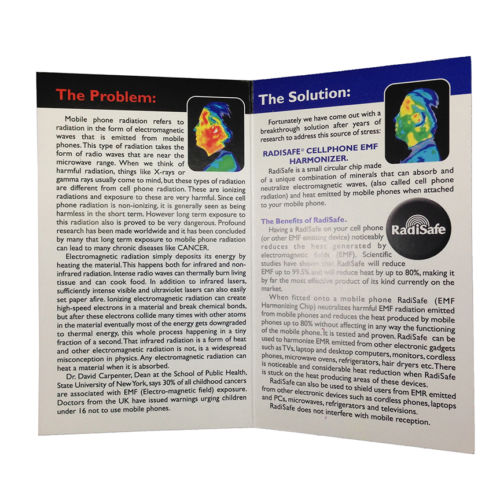 The Problem:
Mobile phone radiation refers to
radiation in the form of electromagnetic
waves that is emitted from mobile
phones. This type of radiation takes the
form of radio waves that are near the
microwave range. When we think of
harmful radiation, things like X-rays or
gamma rays usually come to mind, but these types of radiation
are different from cell phone radiation. These are ionizing
radiations and exposure to these are very harmful. Since cell
phone radiation is non-ionizing, it is generally seen as being
harmless in the short term. However long term exposure to
this radiation also is proved to be very dangerous. Profound
research has been made worldwide and it has been concluded
by many that long term exposure to mobile phone radiation
can lead to many chronic diseases like CANCER.
Electromagnetic radiation simply deposits its energy by
heating the material. This happens both for infrared and non-
infrared radiation. Intense radio waves can thermally burn living
tissue and can cook food. In addition to infrared lasers,
sufficiently intense visible and ultraviolet lasers can also easily
set paper afire. Ionizing electromagnetic radiation can create
high-speed electrons in a material and break chemical bonds,
but after these electrons collide many times with other atoms
in the material eventually most of the energy gets downgraded
to thermal energy, this whole process happening in a tiny
fraction of a second. That infrared radiation is a form of heat
and other electromagnetic radiation is not, is a widespread
misconception in physics. Any electromagnetic radiation can
heat a material when it is absorbed.
Dr. David Carpenter, Dean at the School of Public Health,
State University of New York, says 30% of all childhood cancers
are associated with EMF (Electro-magnetic field) exposure.
Doctors from the UK have issued warnings urging children
under 16 not to use mobile phones.
The Solution:
Fortunately we have come out with a
breakthrough solution after years of
research to address this source of stress:
RADISAFE® CELLPHONE EMF
HARMONIZER.
RadiSafe is a small circular chip made
of a unique combination of minerals that can absorb and
neutralize electromagnetic waves, (also called cell phone
radiation) and emitted by mobile phones when attached
to your mobile phone.
The Benefits of RadiSafe.
Having a RadiSafe on your cell phone
(or other EMF emitting device) noticeably
reduces the heat generated by
electromagnetic fields (EMF). Scientific
studies have shown that RadiSafe will reduce
EMF up to 99.5% and will reduce heat by up to 80%, making it
by far the most effective product of its kind currently on the
market.
When fitted onto a mobile phone RadiSafe (EMF
Harmonizing Chip) neutralizes harmful EMF radiation emitted
from mobile phones and reduces the heat produced by mobile
phones up to 80% without affecting in any way the functioning
of the mobile phone. It is tested and proven. RadiSafe can be
used to harmonize EMR emitted from other electronic gadgets
such as TVs, laptop and desktop computers, monitors, cordless
phones, microwave ovens, refrigerators, hair dryers etc. There
is noticeable and considerable heat reduction when RadiSafe
is stuck on the heat producing areas of these devices.
RadiSafe can also be used to shield users from EMR emitted
from other electronic devices such as cordless phones, laptops
and PCs, microwaves, refrigerators and televisions.
RadiSafe does not interfere with mobile reception.
RadiSafe